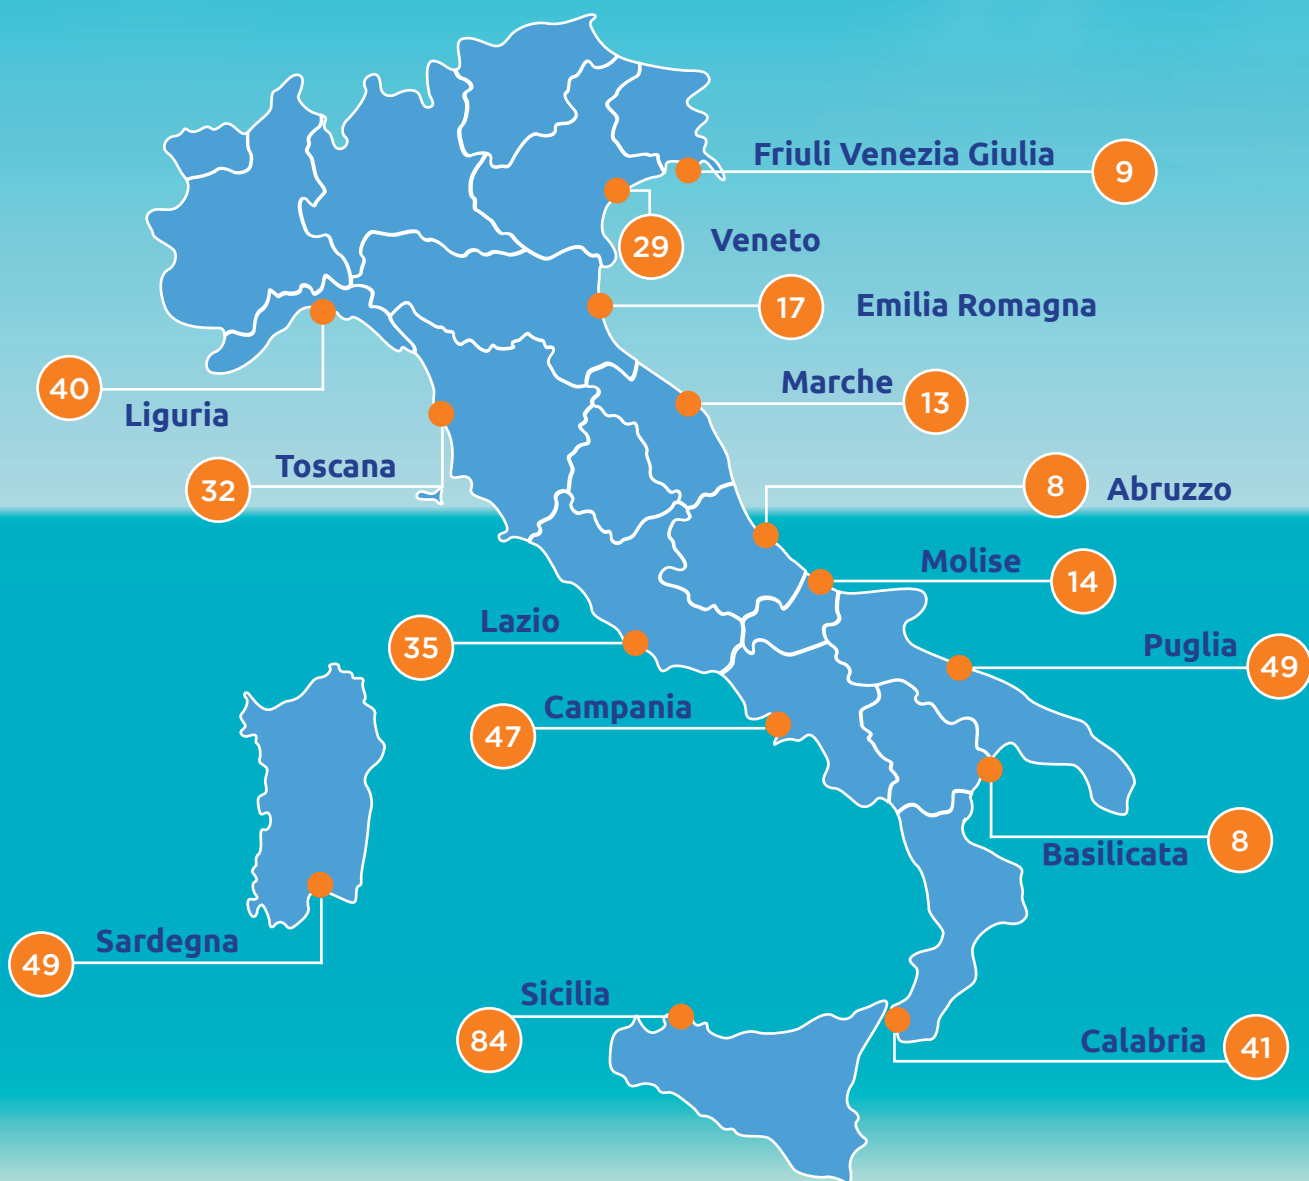 Friuli Venezia Giulia 9
29 Veneto
17 Emilia Romagna
Marche 13
40
Liguria
Toscana
32
8 Abruzzo
Molise
14
Lazio
35
Puglia
49
Campania
47
8
Basilicata
Sardegna
49
Sicilia
84
Calabria 41